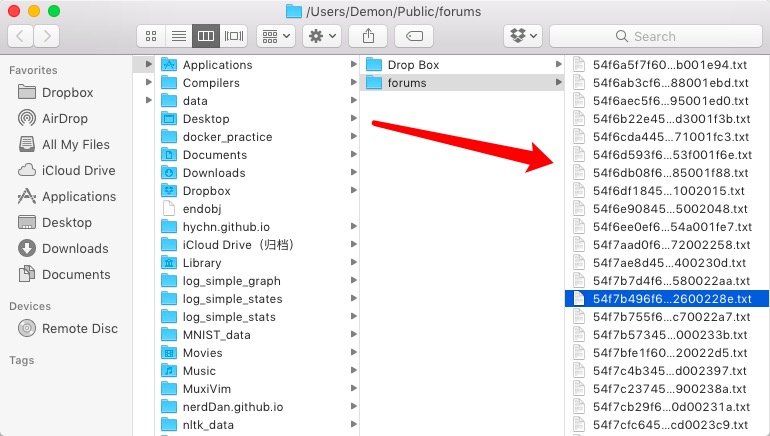 /Users/Demon/Public/forums
Search
Favorites
Dropbox
AirDrop
All My Files
iCloud Drive
Applications
Desktop
Downloads
Documents
Devices
Remote Disc
Tags
Applications
Compilers
data
Desktop
docker_practice
Documents
Downloads
Dropbox
endobj
hychn.github.io
iCloud Drive（归档）
Library
log_simple_graph
log_simple_states
log_simple_stats
MNIST_data
Movies
Music
MuxiVim
nerdDan.github.io
nltk_data
Drop Box
forums
54f6a5f7f60...b001e94.txt
54f6ab3cf6...88001ebd.txt
54f6aec5f6...95001ed0.txt
54f6b22e45...d3001f3b.txt
54f6cda445...71001fc3.txt
54f6d593f6...53f001f6e.txt
54f6db08f6...85001f88.txt
54f6df1845...1002015.txt
54f6e90845...5002048.txt
54f6ee0ef6...54a001fe7.txt
54f7aad0f6...72002258.txt
54f7ae8d45...400230d.txt
54f7b7d4f6...580022aa.txt
54f7b496f6...2600228e.txt
54f7b755f6...c70022a7.txt
54f7b57345...000233b.txt
54f7bfe1f60...20022d5.txt
54f7c4b345...d002397.txt
54f7c23745...900238a.txt
54f7cb29f6...0d00231a.txt
54f7cfc645...cd0023c9.txt